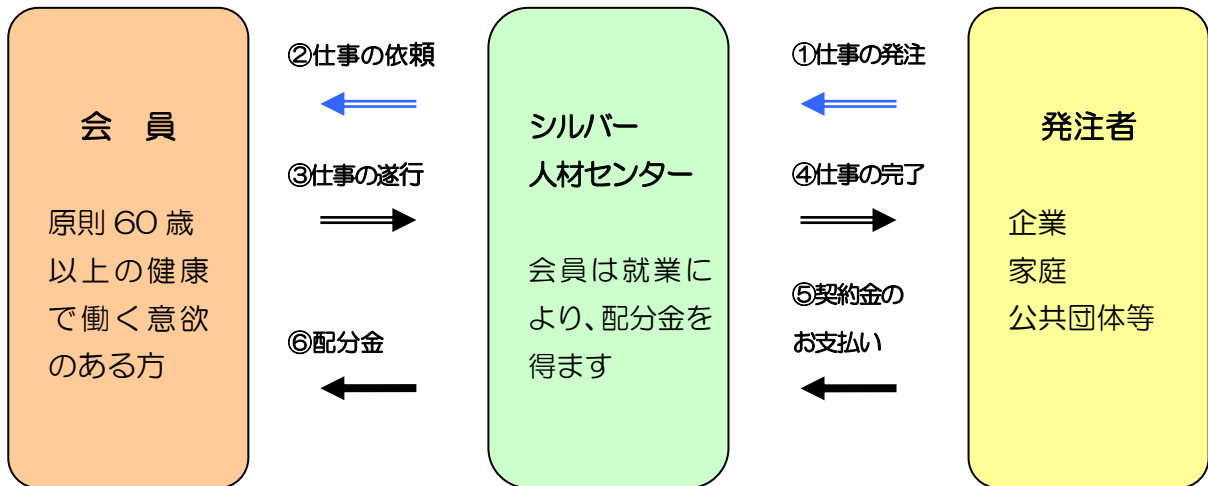 会　員
原則60歳
以上の健康
で働く意欲
のある方
②仕事の依頼
③仕事の遂行
⑥配分金
シルバー
人材センター
会員は就業に
より、配分金を
得ます
①仕事の発注
④仕事の完了
⑤契約金の
お支払い
発注者
企業
家庭
公共団体等